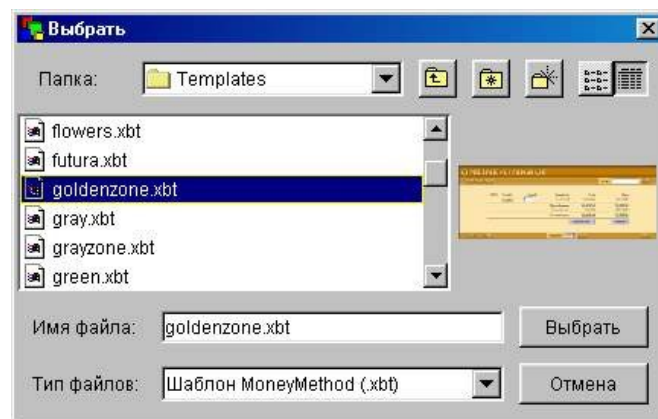 Выбрать
Папка: Templates
flowers.xbt
futura.xbt
goldenzone.xbt
gray.xbt
grayzone.xbt
green.xbt
Имя файла: goldenzone.xbt Выбрать
Тип файлов: Шаблон MoneyMethod (.xbt) Отмена